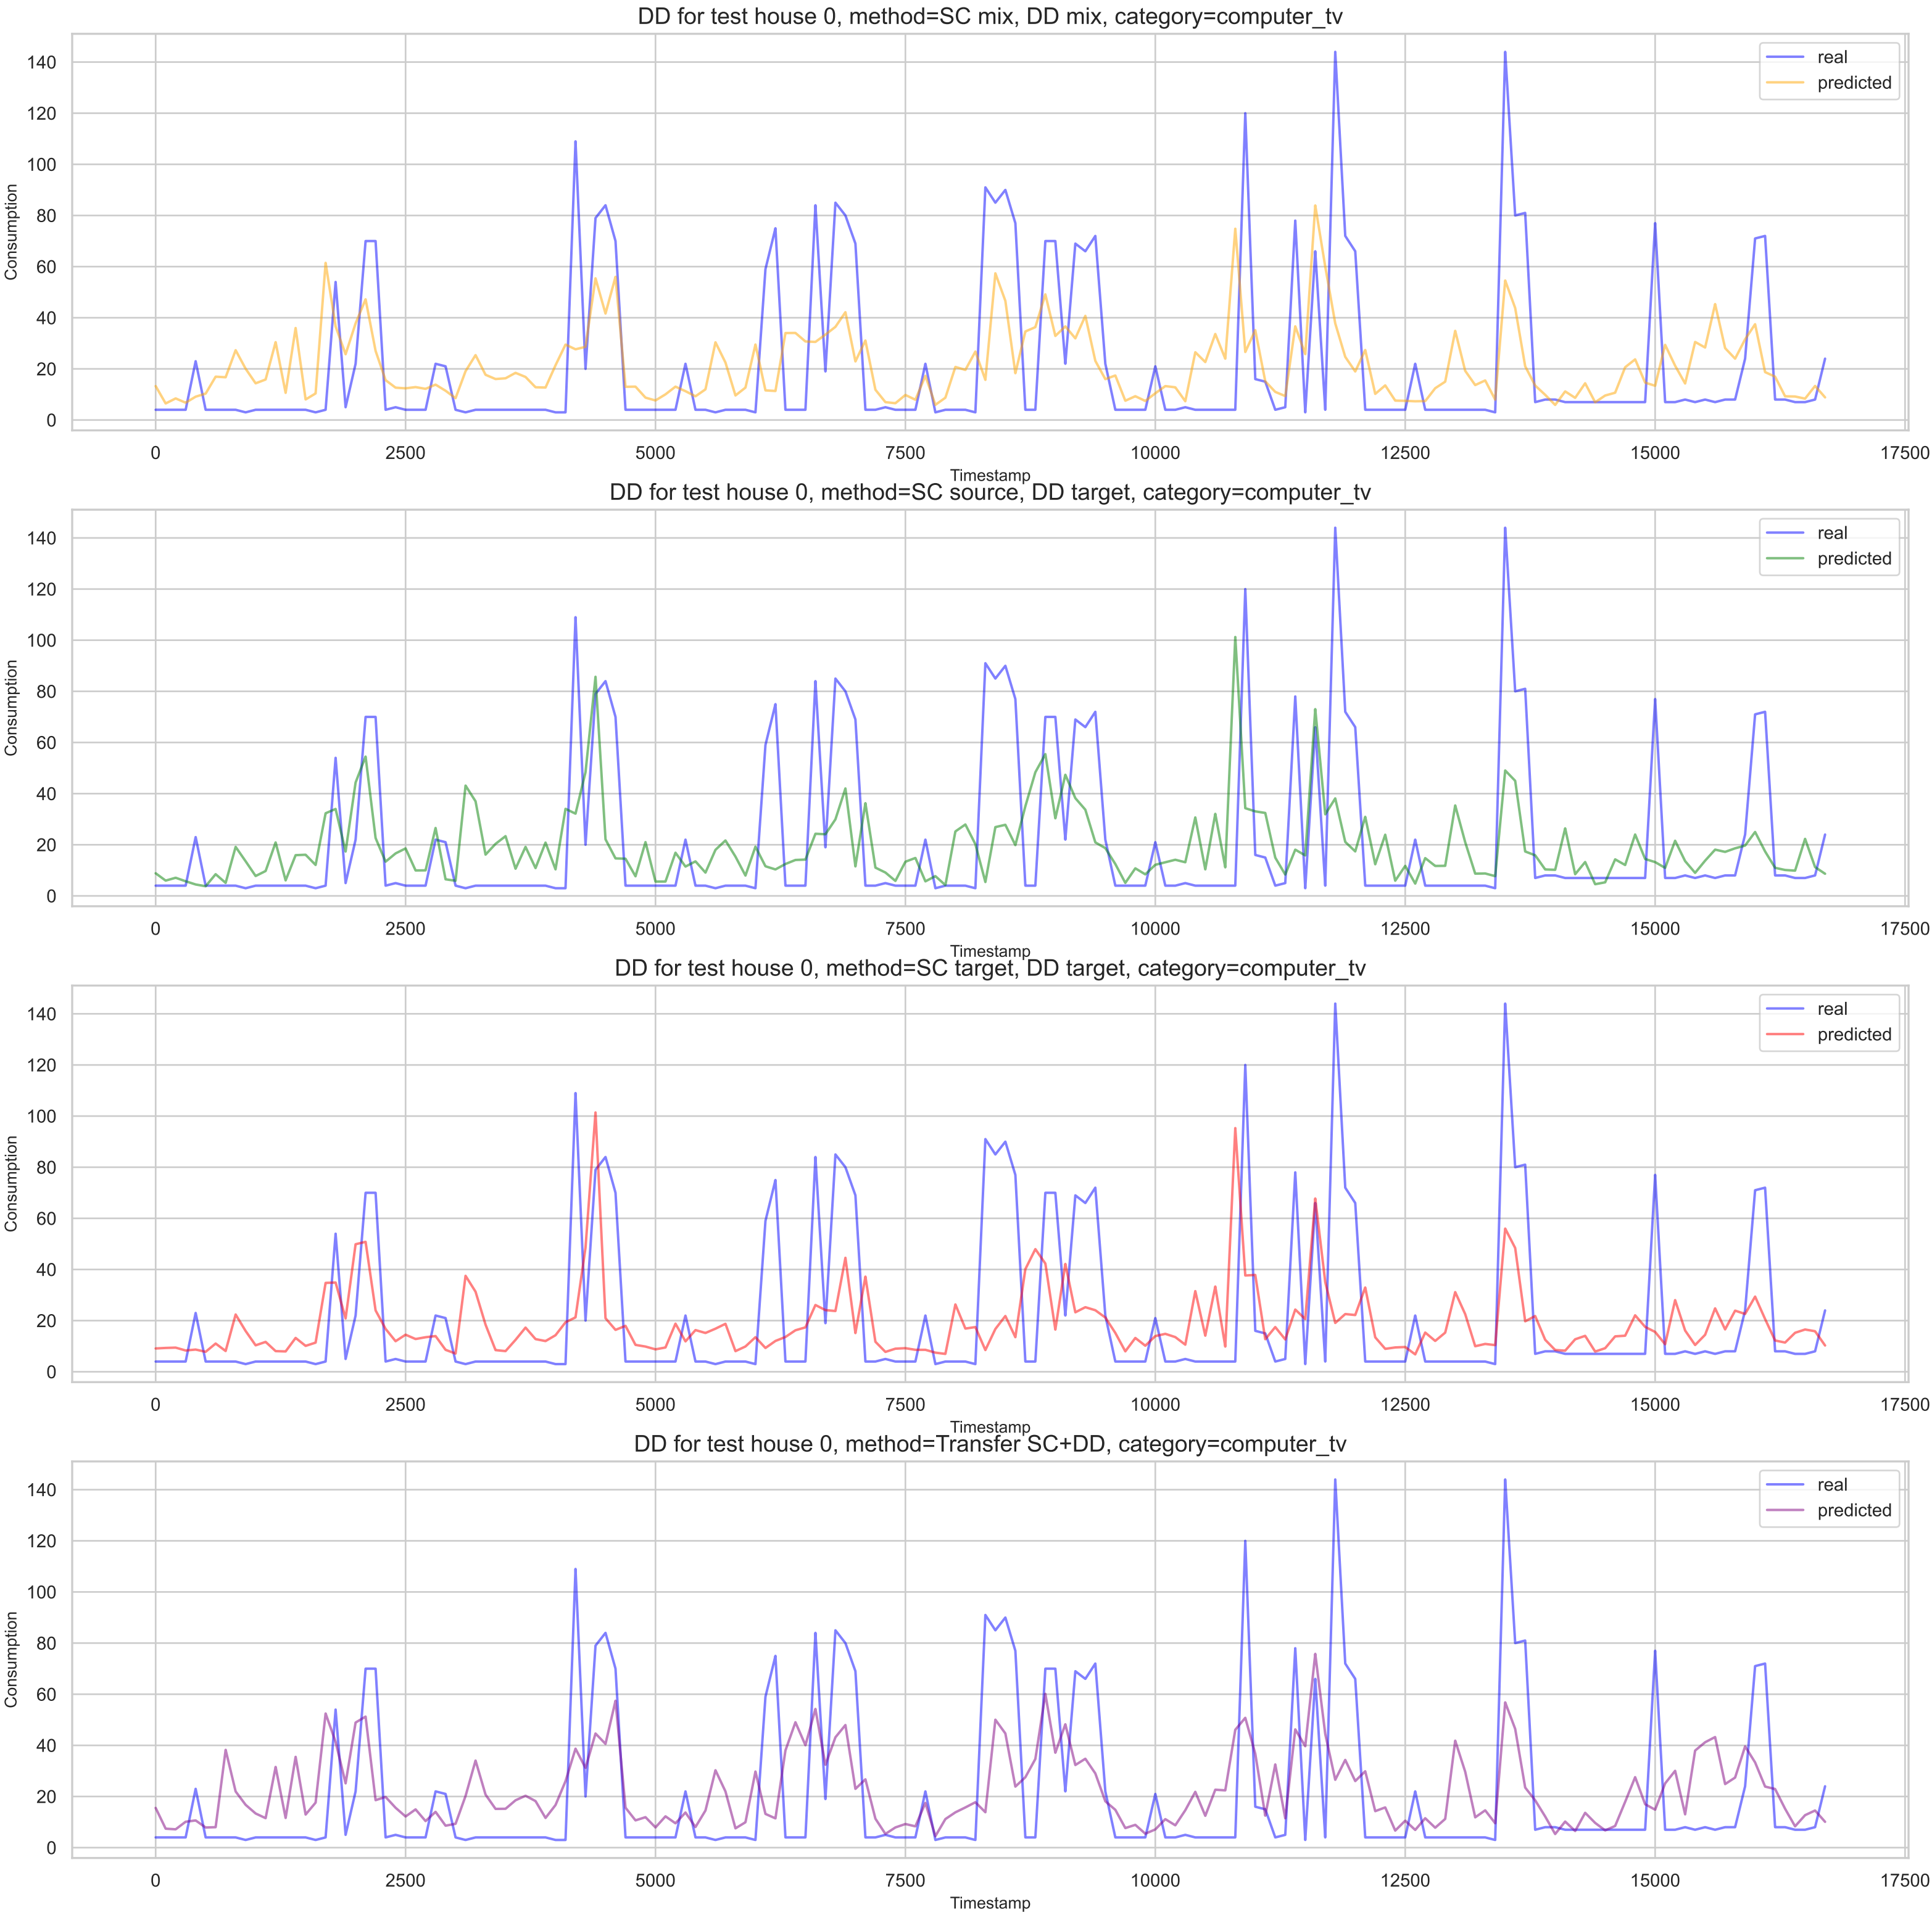 DD for test house 0, method=SC mix, DD mix, category=computer_tv
real
predicted
Consumption
140
120
100
80
60
40
20
0
0 2500 5000 7500 10000 12500 15000 17500
Timestamp
DD for test house 0, method=SC source, DD target, category=computer_tv
real
predicted
Consumption
140
120
100
80
60
40
20
0
0 2500 5000 7500 10000 12500 15000 17500
Timestamp
DD for test house 0, method=SC target, DD target, category=computer_tv
real
predicted
Consumption
140
120
100
80
60
40
20
0
0 2500 5000 7500 10000 12500 15000 17500
Timestamp
DD for test house 0, method=Transfer SC+DD, category=computer_tv
real
predicted
Consumption
140
120
100
80
60
40
20
0
0 2500 5000 7500 10000 12500 15000 17500
Timestamp